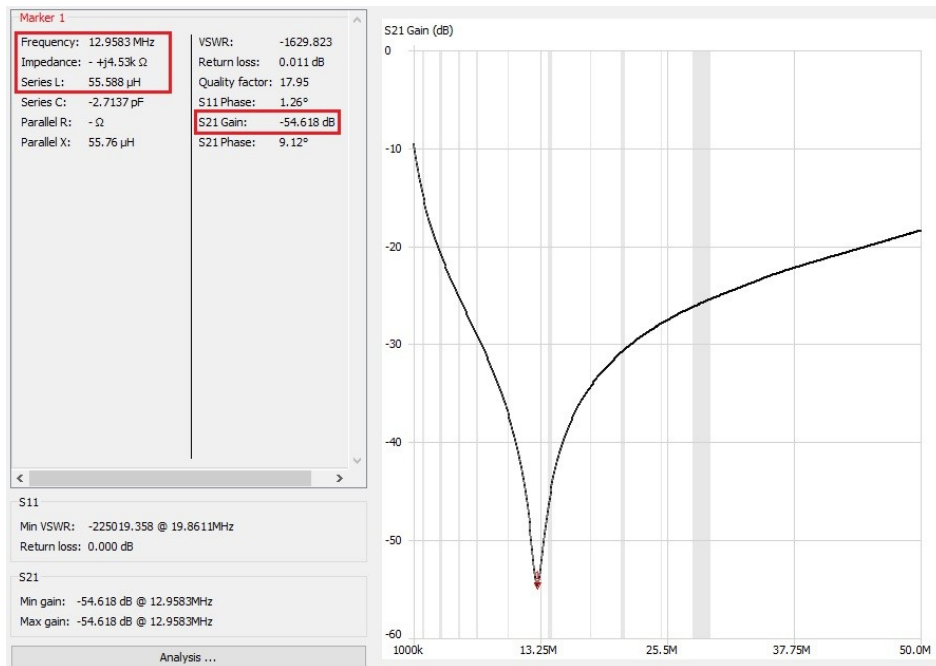 Marker 1
Frequency: 12.9583 MHz
Impedance: - +j4.53k Ω
Series L: 55.588 µH
Series C: -2.7137 pF
Parallel R: - Ω
Parallel X: 55.76 µH
VSWR: -1629.823
Return loss: 0.011 dB
Quality factor: 17.95
S11 Phase: 1.26°
S21 Gain: -54.618 dB
S21 Phase: 9.12°
S11
Min VSWR: -225019.358 @ 19.8611MHz
Return loss: 0.000 dB
S21
Min gain: -54.618 dB @ 12.9583MHz
Max gain: -54.618 dB @ 12.9583MHz
Analysis ...
S21 Gain (dB)
0
-10
-20
-30
-40
-50
-60
1000k 13.25M 25.5M 37.75M 50.0M